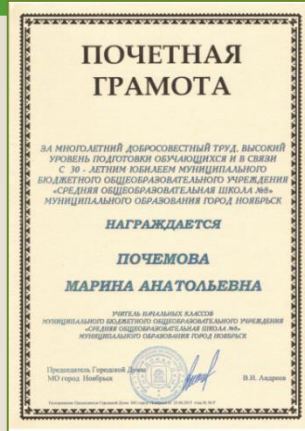 ПОЧЕТНАЯ
ГРАМОТА
ЗА МНОГОЛЕТНИЙ ДОБРОСОВЕСТНЫЙ ТРУД, ВЫСОКИЙ
УРОВЕНЬ ПОДГОТОВКИ ОБУЧАЮЩИХСЯ И В СВЯЗИ
С 30 - ЛЕТНИМ ЮБИЛЕЕМ МУНИЦИПАЛЬНОГО
БЮДЖЕТНОГО ОБЩЕОБРАЗОВАТЕЛЬНОГО УЧРЕЖДЕНИЯ
«СРЕДНЯЯ ОБЩЕОБРАЗОВАТЕЛЬНАЯ ШКОЛА №6»
МУНИЦИПАЛЬНОГО ОБРАЗОВАНИЯ ГОРОД НОЯБРЬСК
НАГРАЖДАЕТСЯ
ПОЧЕМОВА
МАРИНА АНАТОЛЬЕВНА
УЧИТЕЛЬ НАЧАЛЬНЫХ КЛАССОВ
МУНИЦИПАЛЬНОГО БЮДЖЕТНОГО ОБЩЕОБРАЗОВАТЕЛЬНОГО УЧРЕЖДЕНИЯ
«СРЕДНЯЯ ОБЩЕОБРАЗОВАТЕЛЬНАЯ ШКОЛА №6»
МУНИЦИПАЛЬНОГО ОБРАЗОВАНИЯ ГОРОД НОЯБРЬСК
Председатель Городской Думы
МО город Ноябрьск
В.Н. Андреев